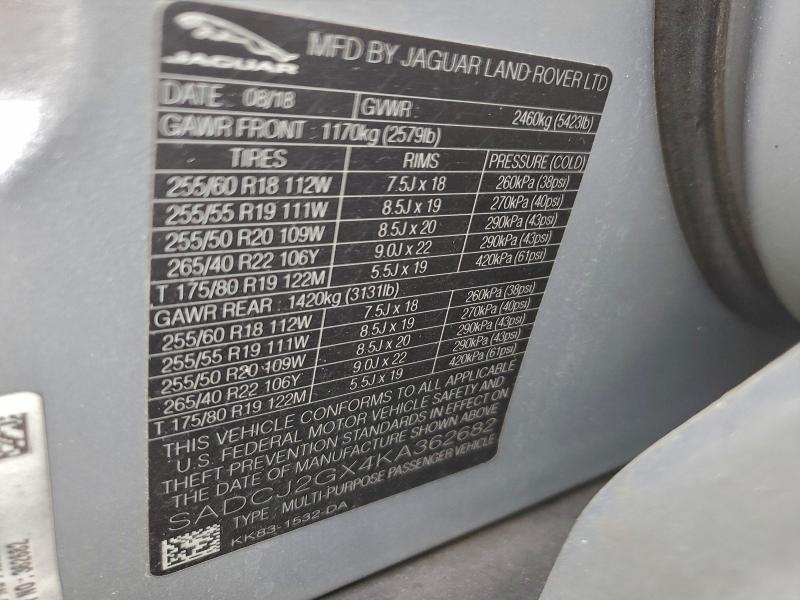 JAGUAR
MFD BY JAGUAR LAND-ROVER LTD
DATE: 08/18 GVWR: 2460kg (5423lb)
GAWR FRONT: 1170kg (2579lb)
TIRES RIMS PRESSURE (COLD)
255/60 R18 112W 7.5J x 18 260kPa (38psi)
255/55 R19 111W 8.5J x 19 270kPa (40psi)
255/50 R20 109W 8.5J x 20 290kPa (43psi)
265/40 R22 106Y 9.0J x 22 290kPa (43psi)
T 175/80 R19 122M 5.5J x 19 420kPa (61psi)
GAWR REAR: 1420kg (3131lb)
255/60 R18 112W 7.5J x 18 260kPa (38psi)
255/55 R19 111W 8.5J x 19 270kPa (40psi)
255/50 R20 109W 8.5J x 20 290kPa (43psi)
265/40 R22 106Y 9.0J x 22 290kPa (43psi)
T 175/80 R19 122M 5.5J x 19 420kPa (61psi)
THIS VEHICLE CONFORMS TO ALL APPLICABLE
U.S. FEDERAL MOTOR VEHICLE SAFETY AND
THEFT PREVENTION STANDARDS IN EFFECT ON
THE DATE OF MANUFACTURE SHOWN ABOVE
SADCJ2GX4KA362682
TYPE: MULTI-PURPOSE PASSENGER VEHICLE
KK83-1532-DA
NO: 362682